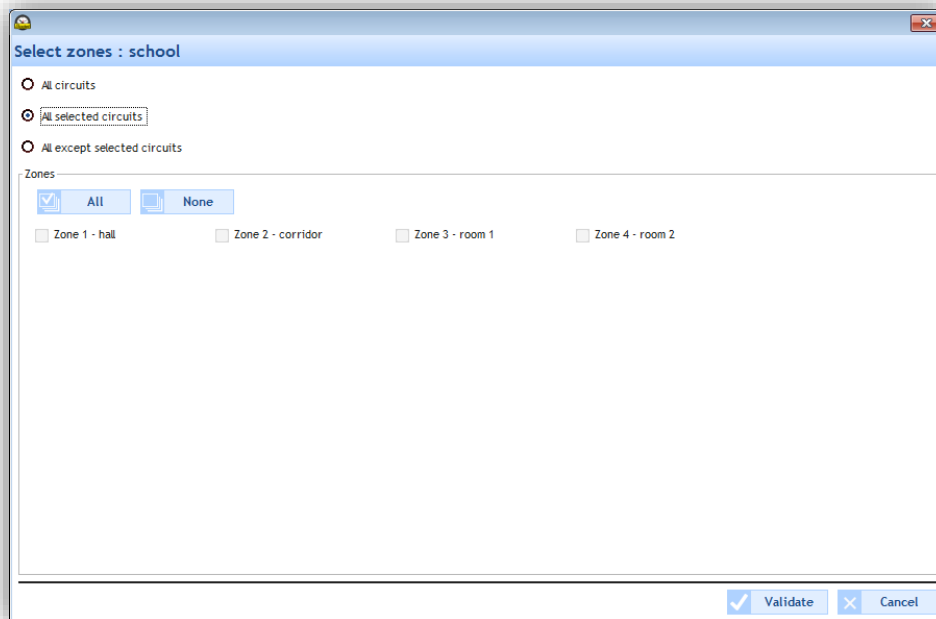 Select zones : school
All circuits
All selected circuits
All except selected circuits
Zones
All None
Zone 1 - hall Zone 2 - corridor Zone 3 - room 1 Zone 4 - room 2
Validate Cancel